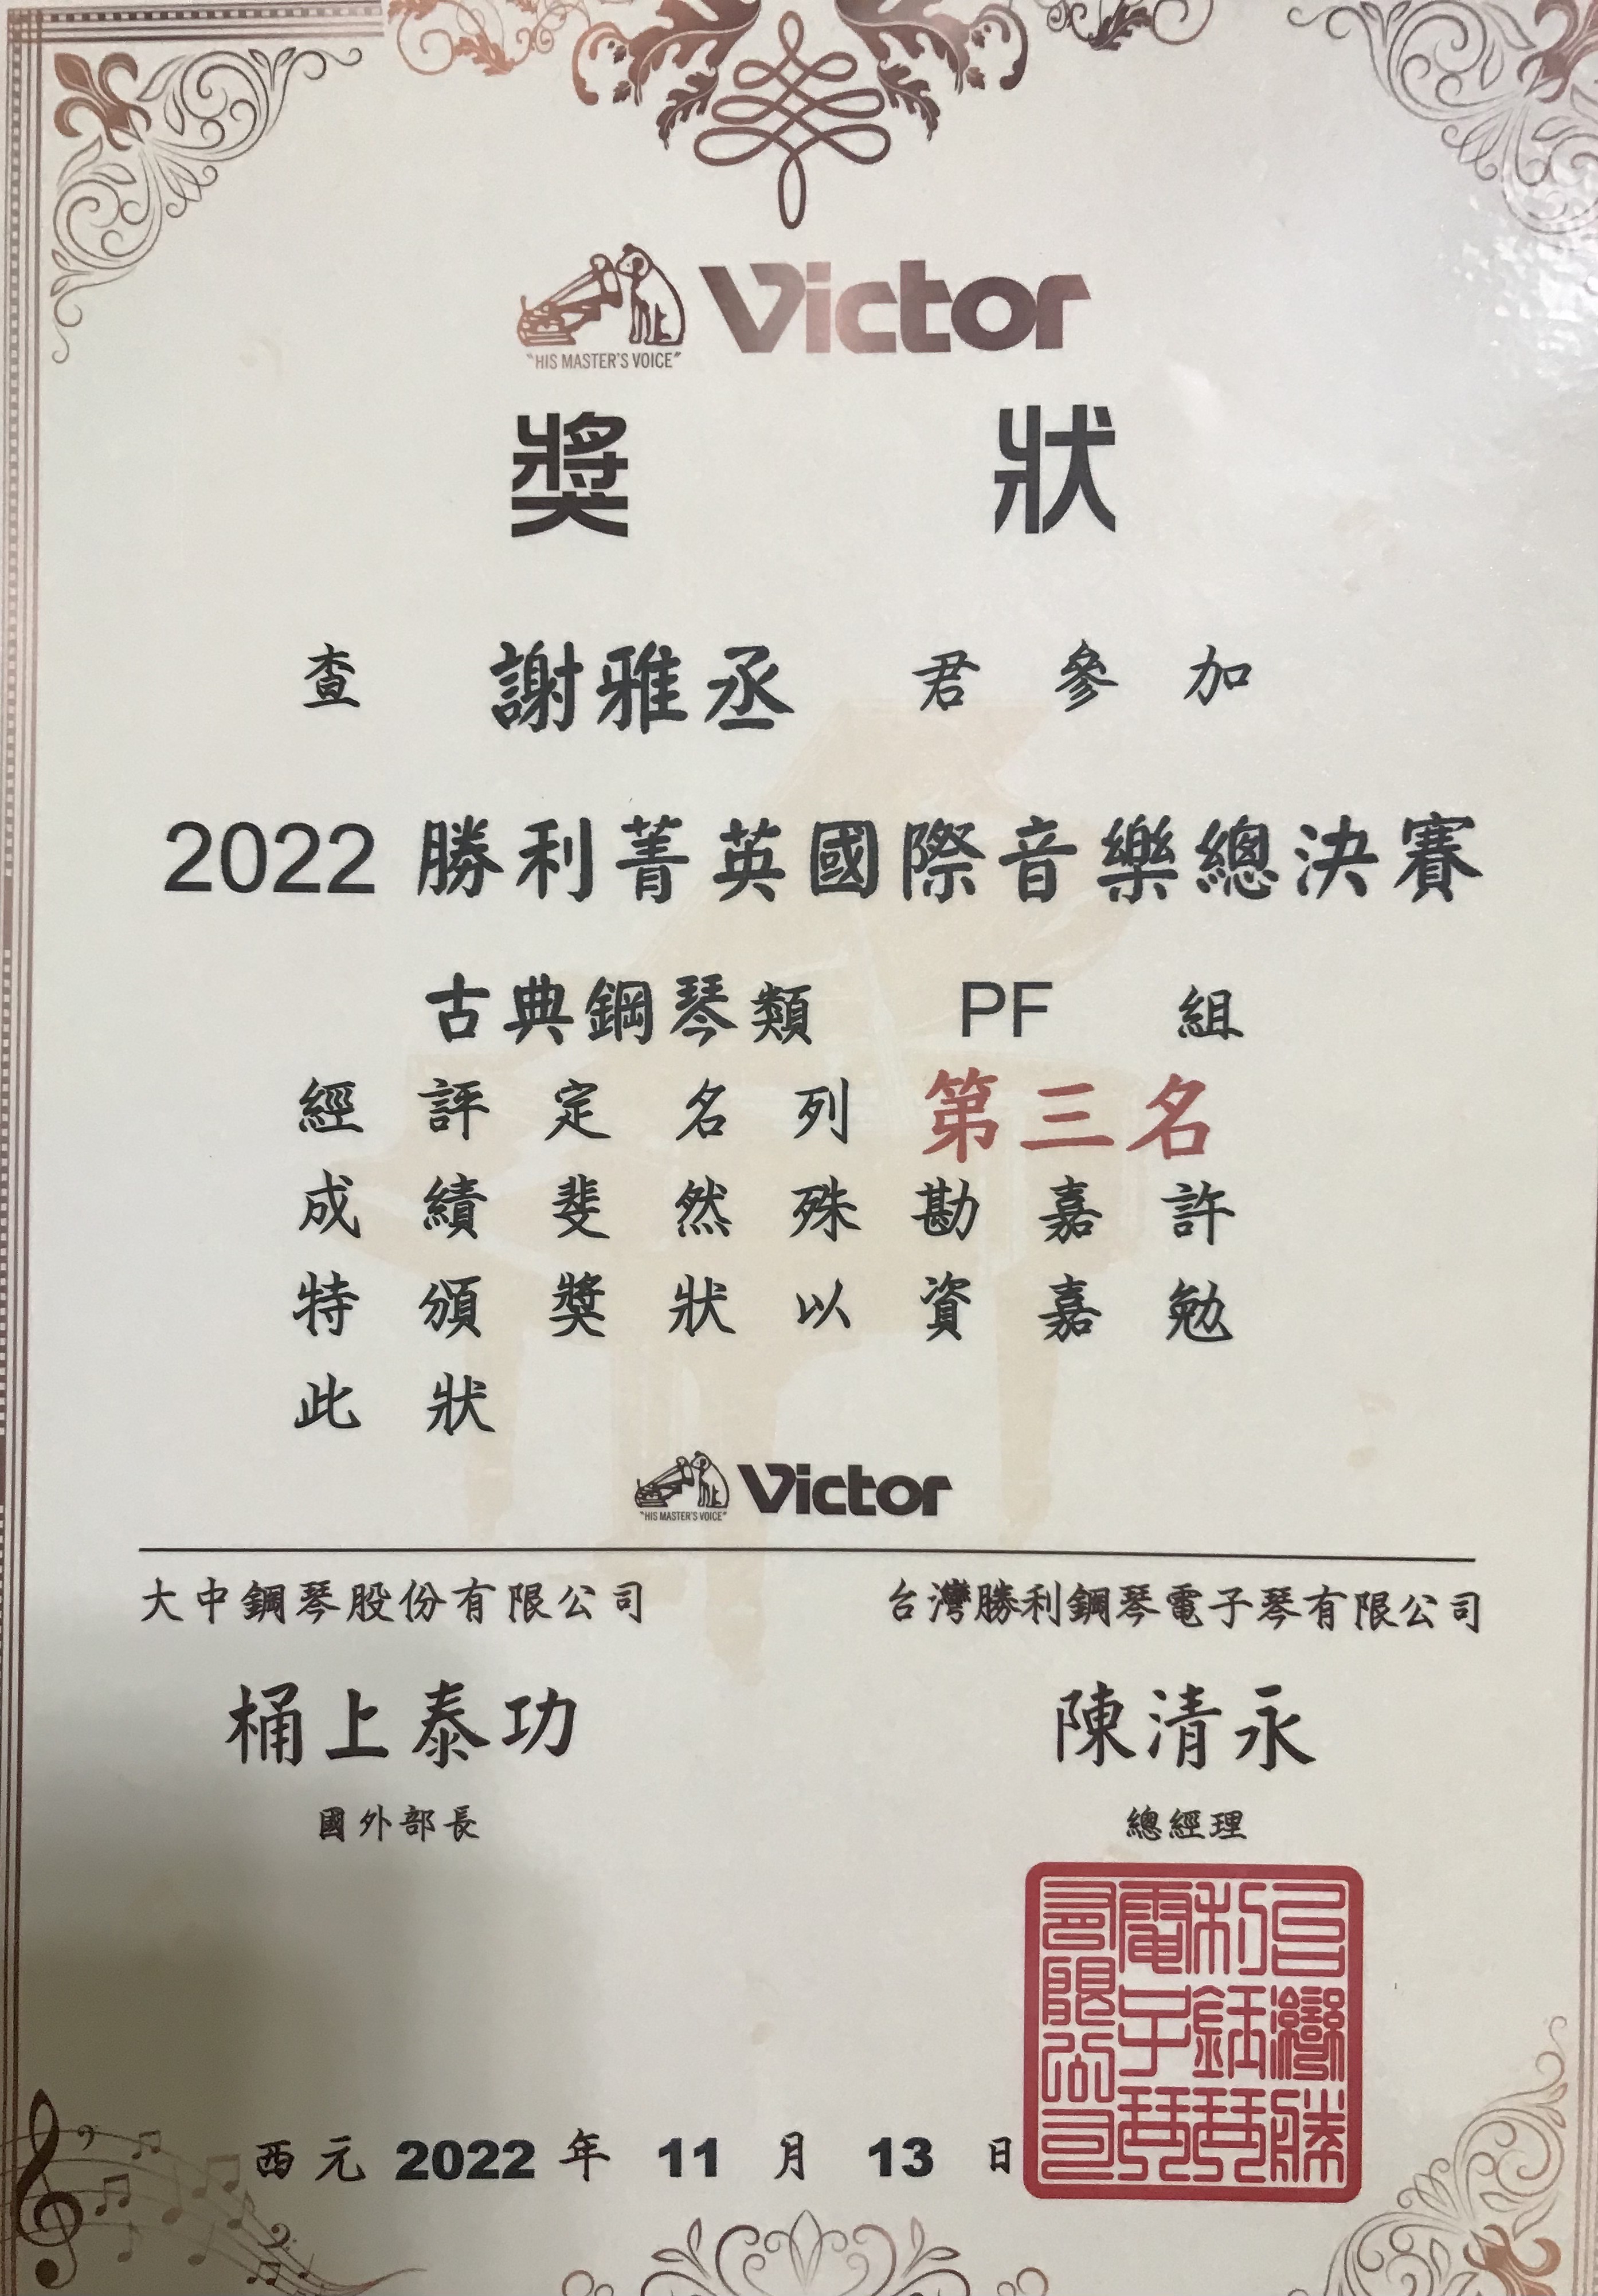 Victor
"HIS MASTER'S VOICE"
獎狀
查 謝雅丞 君參加
2022 勝利菁英國際音樂總決賽
古典鋼琴類 PF 組
經評定名列 第三名
成績斐然殊勘嘉許
特頒獎狀以資嘉勉
此狀
Victor
"HIS MASTER'S VOICE"
大中鋼琴股份有限公司
台灣勝利鋼琴電子琴有限公司
桶上泰功
陳清永
國外部長
總經理
台灣勝
利鋼琴
電子琴
有限公司
西元 2022 年 11 月 13 日